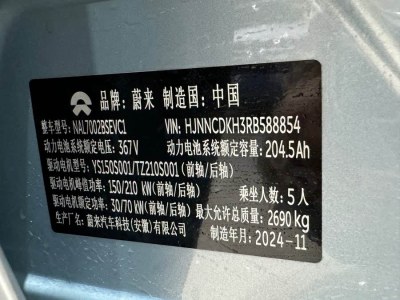 品牌:蔚来 制造国:中国
整车型号:NAL7002BSEVC1 VIN:HJNNCDKH3RB588854
动力电池系统额定电压:367V 动力电池系统额定容量:204.5Ah
驱动电机型号:YS150S001/TZ210S001(前轴/后轴)
驱动电机峰值功率:150/210 kW(前轴/后轴) 乘坐人数:5人
驱动电机额定功率:30/70 kW(前轴/后轴) 最大允许总质量:2690kg
生产厂名:蔚来汽车科技(安徽)有限公司 制造年月:2024-11